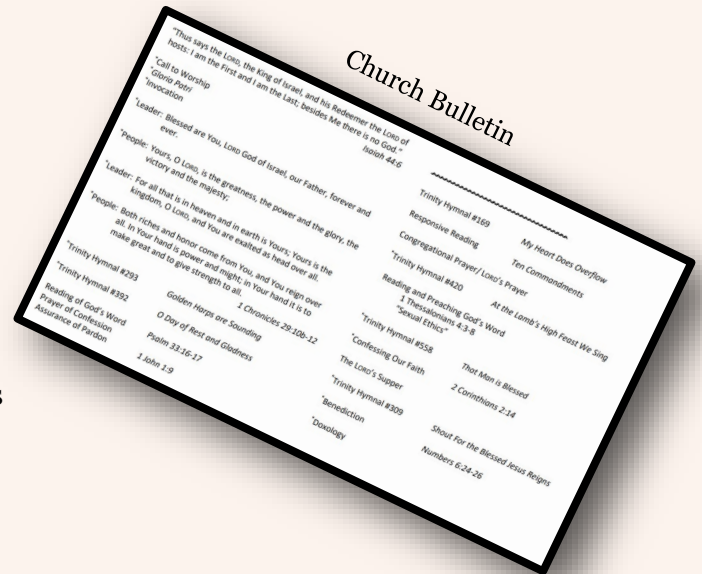 Church Bulletin
"Thus says the LORD, the King of Israel, and his Redeemer the LORD of
hosts: I am the First and I am the Last; besides Me there is no God."
Isaiah 44:6
*Call to Worship
*Gloria Patri
*Invocation
*Leader: Blessed are You, LORD God of Israel, our Father, forever and
ever.
*People: Yours, O LORD, is the greatness, the power and the glory, the
victory and the majesty;
*Leader: For all that is in heaven and in earth is Yours; Yours is the
kingdom, O LORD, and You are exalted as head over all.
*People: Both riches and honor come from You, and You reign over
all. In Your hand is power and might; in Your hand it is to
make great and to give strength to all.
1 Chronicles 29:10b-12
*Trinity Hymnal #293 Golden Harps are Sounding
*Trinity Hymnal #392 O Day of Rest and Gladness
Reading of God's Word Psalm 33:16-17
Prayer of Confession
Assurance of Pardon 1 John 1:9
Trinity Hymnal #169 My Heart Does Overflow
Responsive Reading Ten Commandments
Congregational Prayer/ LORD's Prayer
*Trinity Hymnal #420 At the Lamb's High Feast We Sing
Reading and Preaching God's Word
1 Thessalonians 4:3-8
"Sexual Ethics"
*Trinity Hymnal #558 That Man is Blessed
*Confessing Our Faith 2 Corinthians 2:14
The LORD's Supper
*Trinity Hymnal #309 Shout For the Blessed Jesus Reigns
*Benediction Numbers 6:24-26
*Doxology